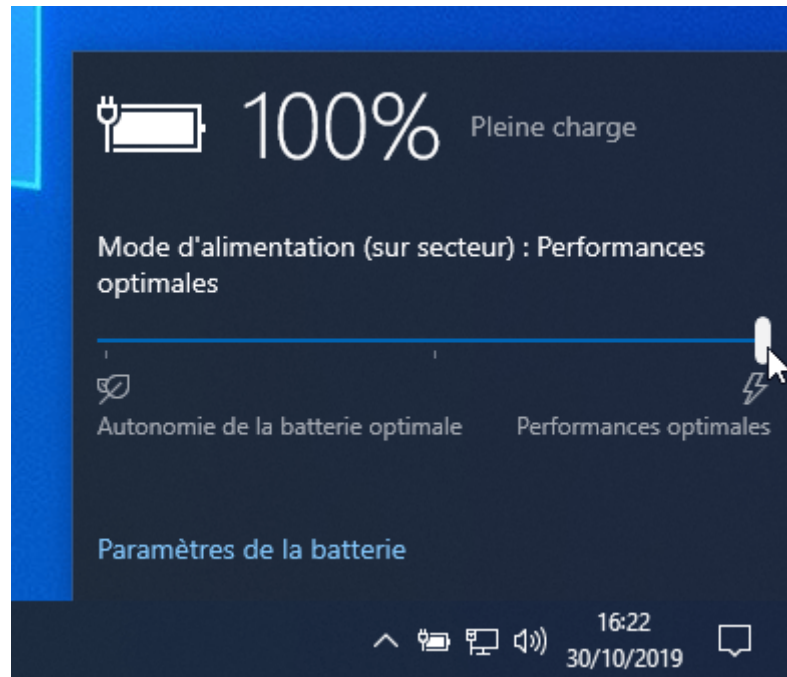 100% Pleine charge
Mode d'alimentation (sur secteur) : Performances
optimales
Autonomie de la batterie optimale Performances optimales
Paramètres de la batterie
16:22
30/10/2019